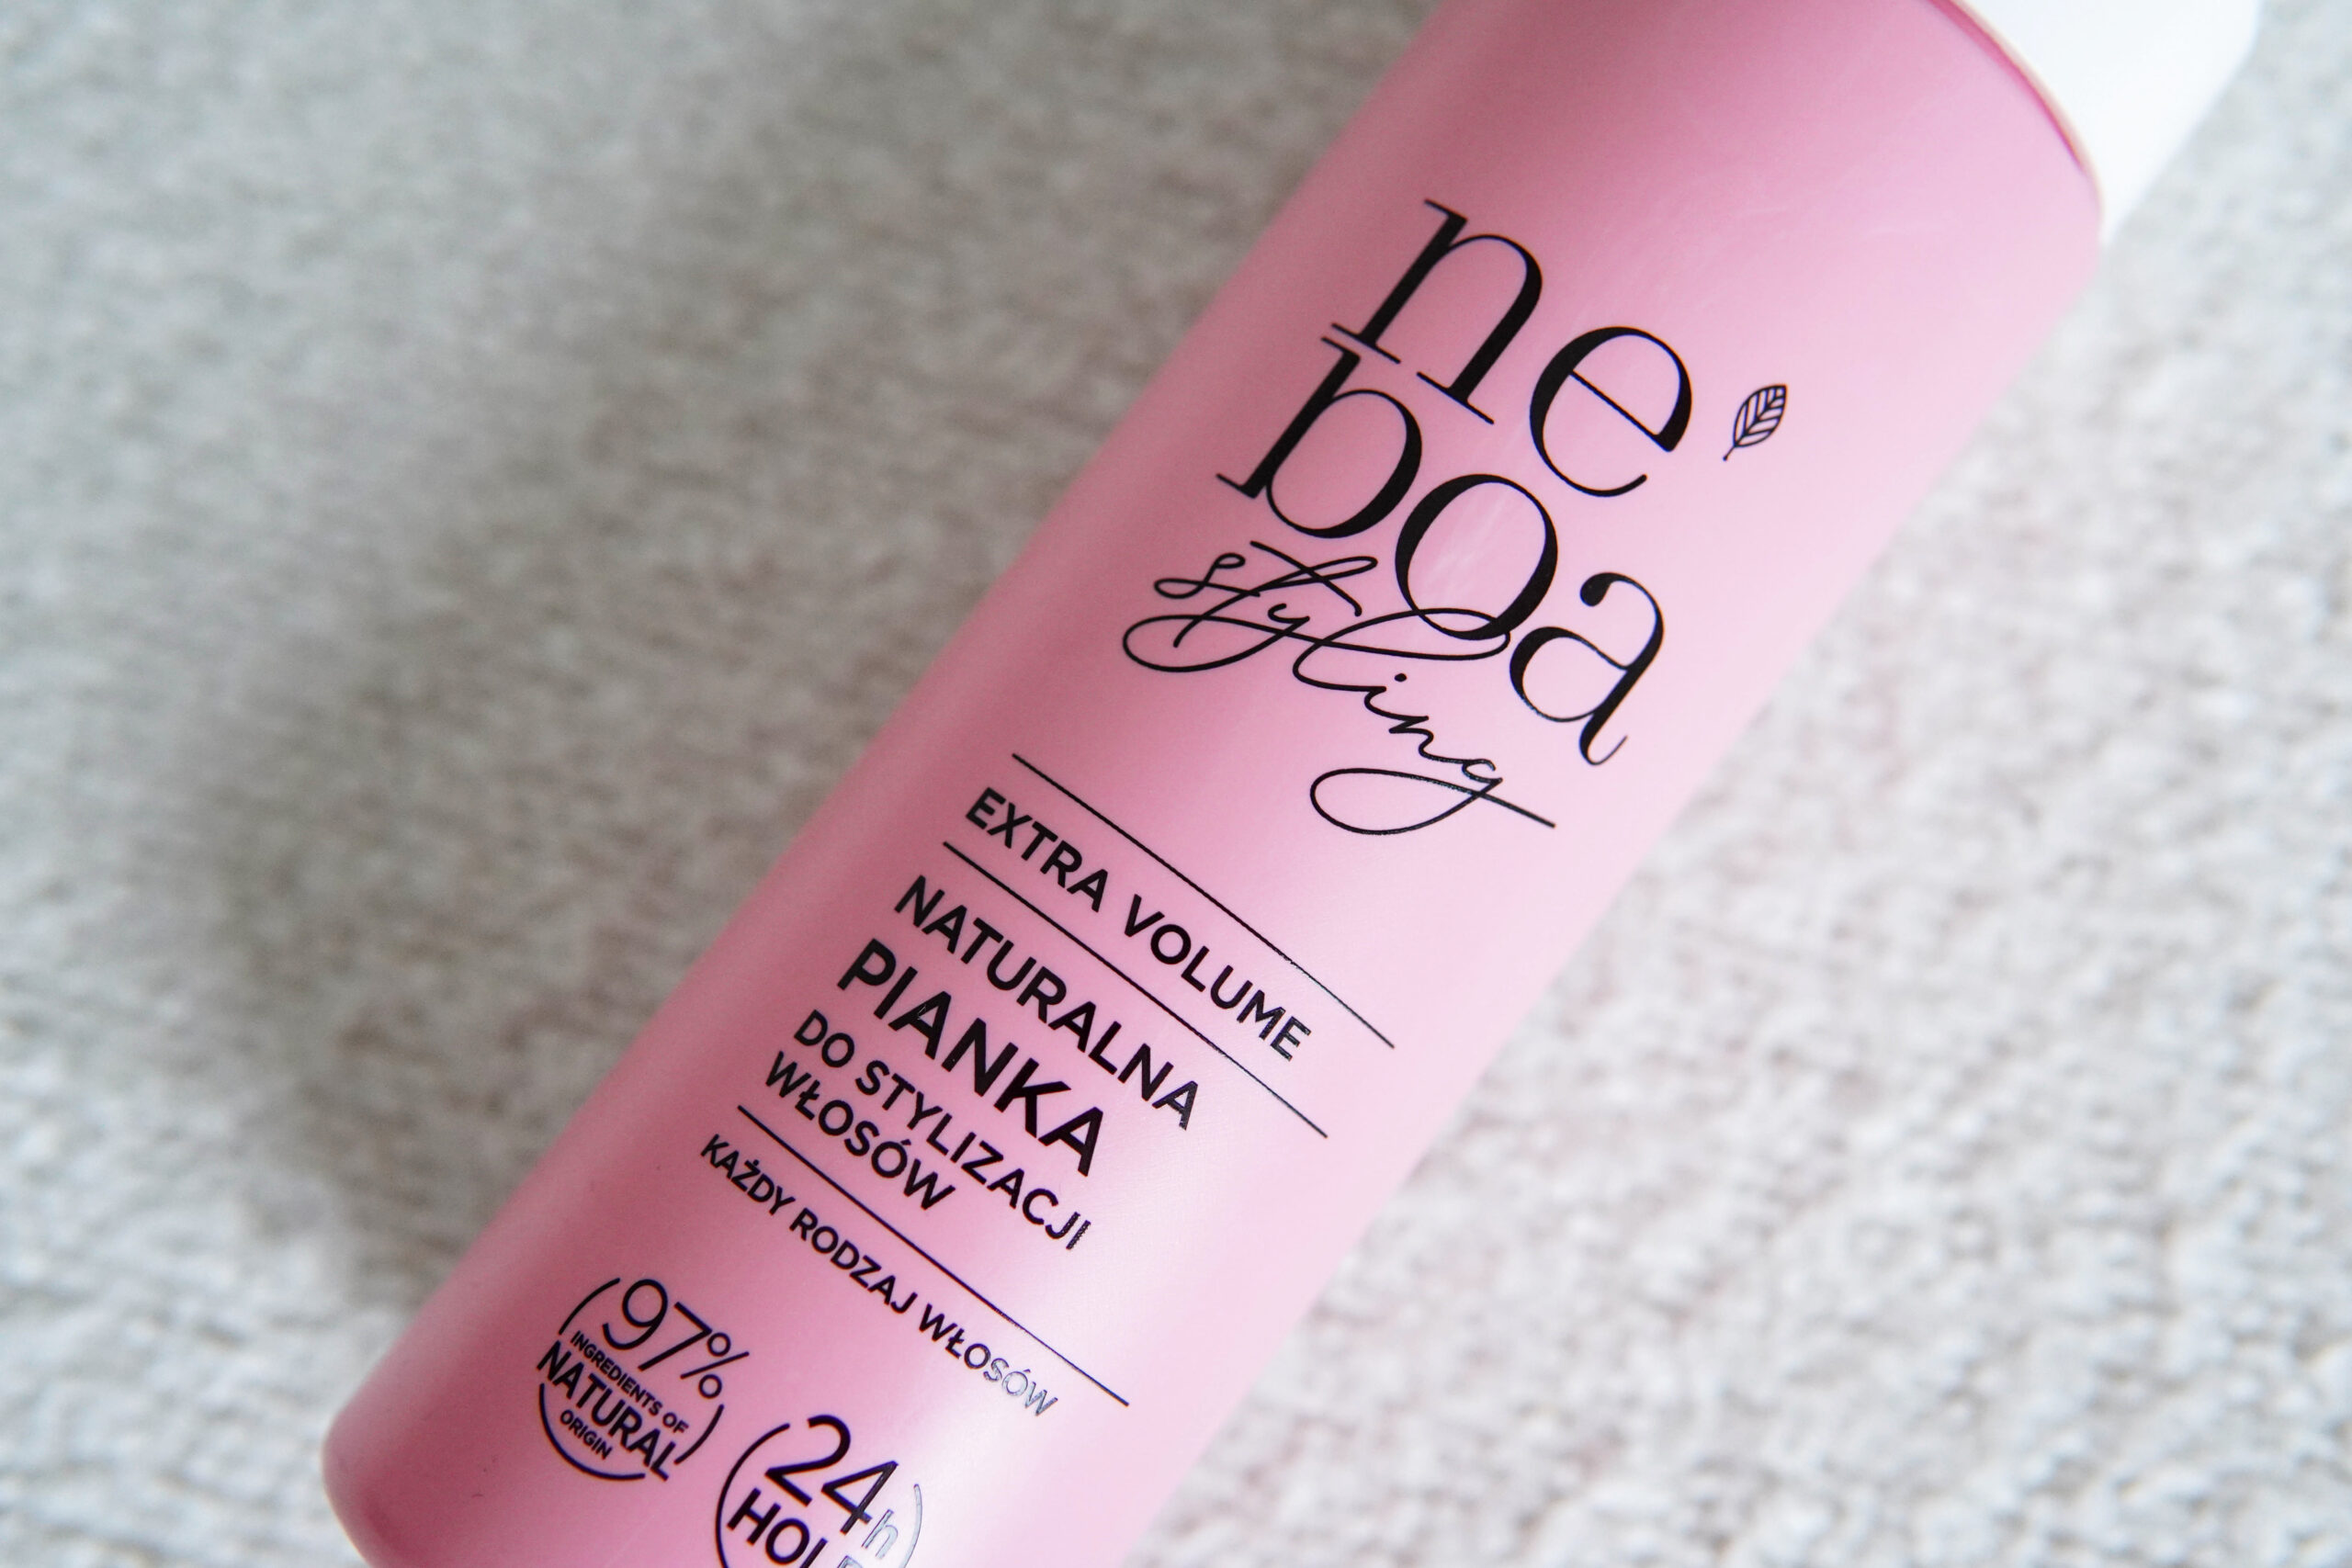 ne
boa
styling
EXTRA VOLUME
NATURALNA
PIANKA
DO STYLIZACJI
WŁOSÓW
KAŻDY RODZAJ WŁOSÓW
97%
INGREDIENTS OF
NATURAL
ORIGIN
24h
HOLD